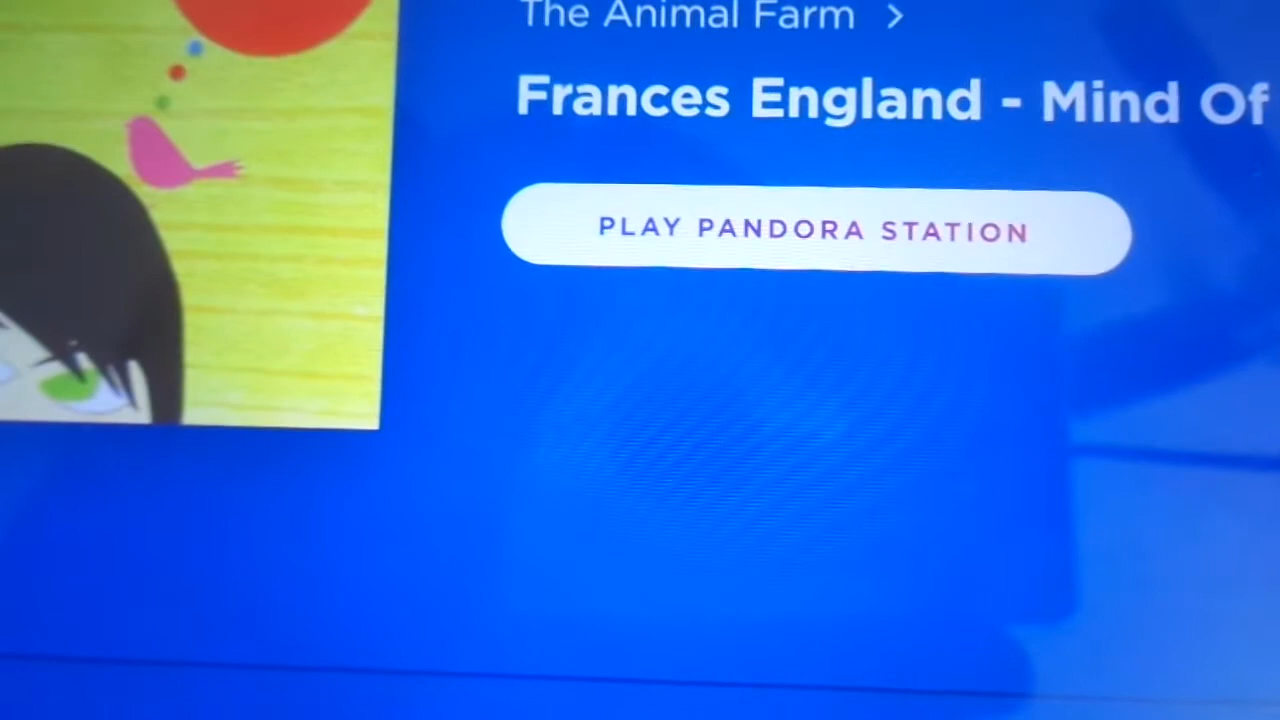 The Animal Farm >
Frances England - Mind Of
PLAY PANDORA STATION